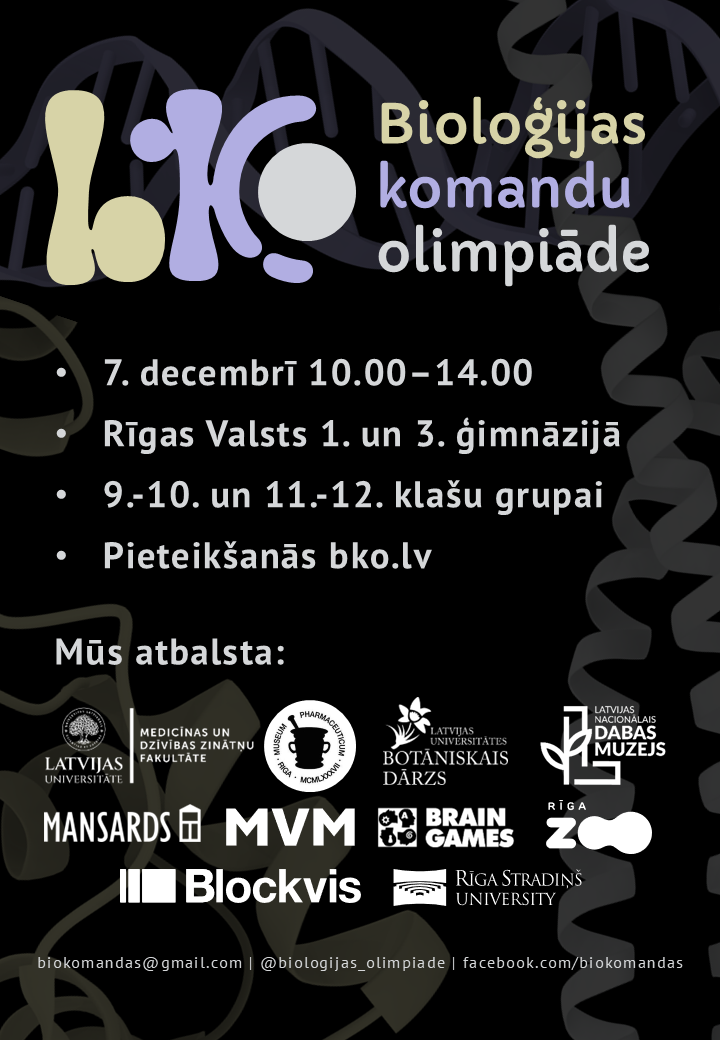 bko
Bioloģijas
komandu
olimpiāde
• 7. decembrī 10.00–14.00
• Rīgas Valsts 1. un 3. ģimnāzijā
• 9.-10. un 11.-12. klašu grupai
• Pieteikšanās bko.lv
Mūs atbalsta:
LATVIJAS
UNIVERSITĀTE
MEDICĪNAS UN
DZĪVĪBAS ZINĀTŅU
FAKULTĀTE
MUSEUM PHARMACEUTICUM
RIGA · MCMLXXXVII
LATVIJAS
UNIVERSITĀTES
BOTĀNISKAIS
DĀRZS
LATVIJAS
NACIONĀLAIS
DABAS
MUZEJS
MANSARDS
MVM
BRAIN
GAMES
RĪGA
ZOO
Blockvis
RĪGA STRADIŅŠ
UNIVERSITY
biokomandas@gmail.com | @biologijas_olimpiade | facebook.com/biokomandas